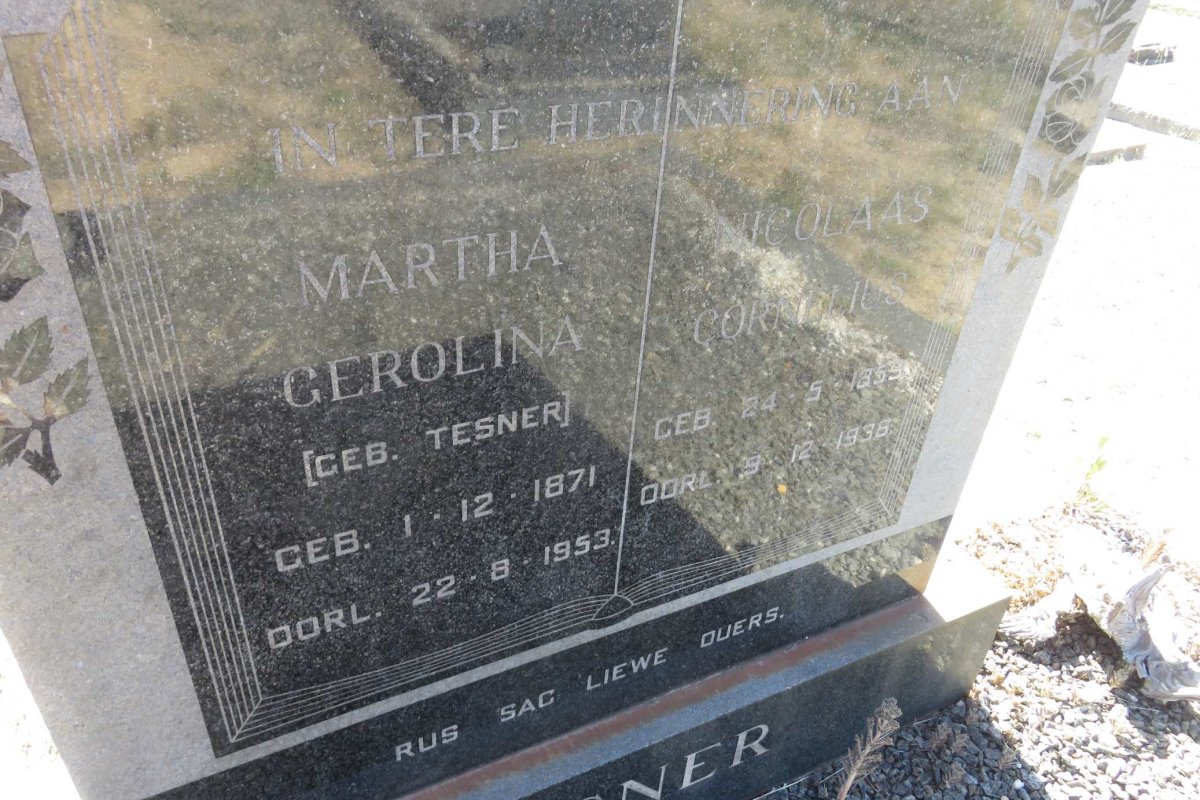 IN TERE HERINNERING AAN
MARTHA
GEROLINA
[GEB. TESNER]
GEB. 1·12·1871
OORL. 22·8·1953.
NICOLAAS
CORNELIUS
GEB. 24·5·
OORL. 9·12·1936
RUS SAG LIEWE OUERS.